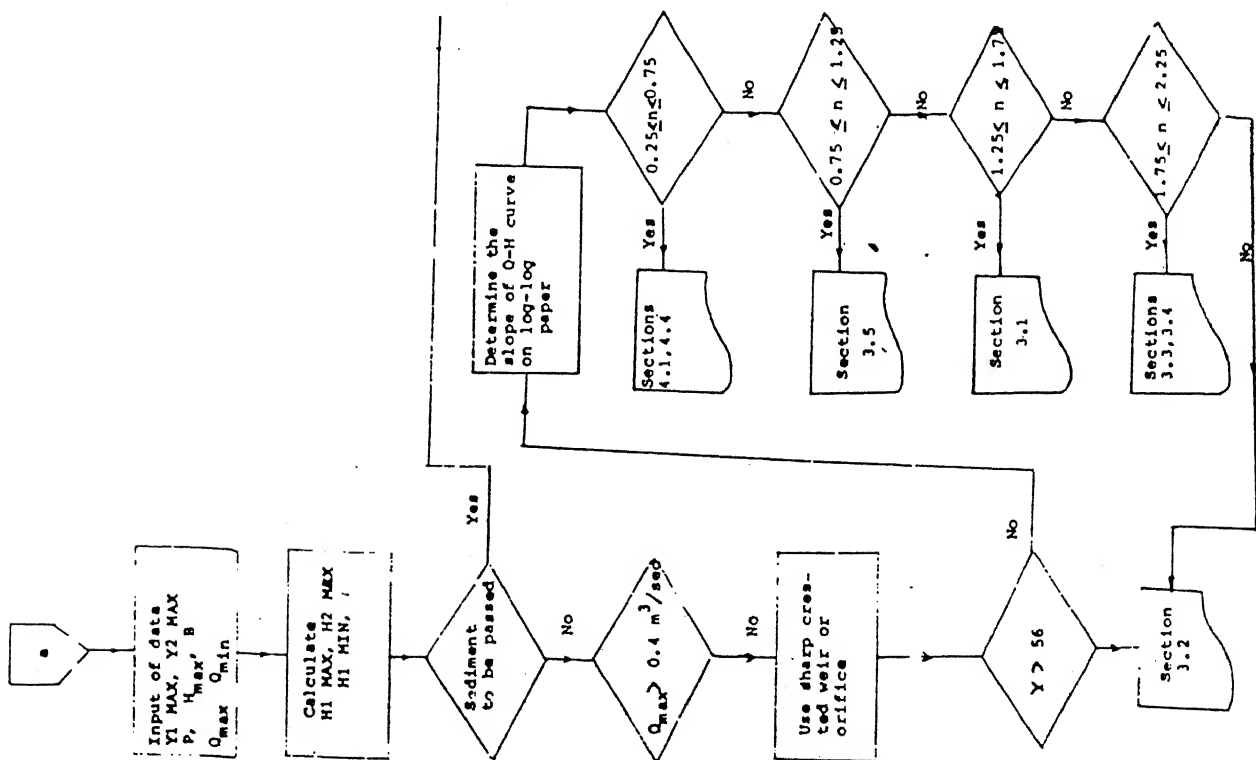 a
Input of data
Y1 MAX, Y2 MAX
P, Hmax, B
Qmax Qmin
Calculate
H1 MAX, H2 MAX
H1 MIN,
Sediment
to be passed
Yes
No
Qmax > 0.4 m³/sec
No
Use sharp cres-
ted weir or
orifice
Y > 56
No
Section
3.2
Determine the
slope of Q-H curve
on log-log
paper
0.25≤n≤0.75
Yes
No
Sections
4.1,4.4
0.75 ≤ n ≤ 1.25
Yes
No
Section
3.5
1.25≤ n ≤ 1.75
Yes
No
Section
3.1
1.75≤ n ≤ 2.25
Yes
No
Sections
3.3,3.4